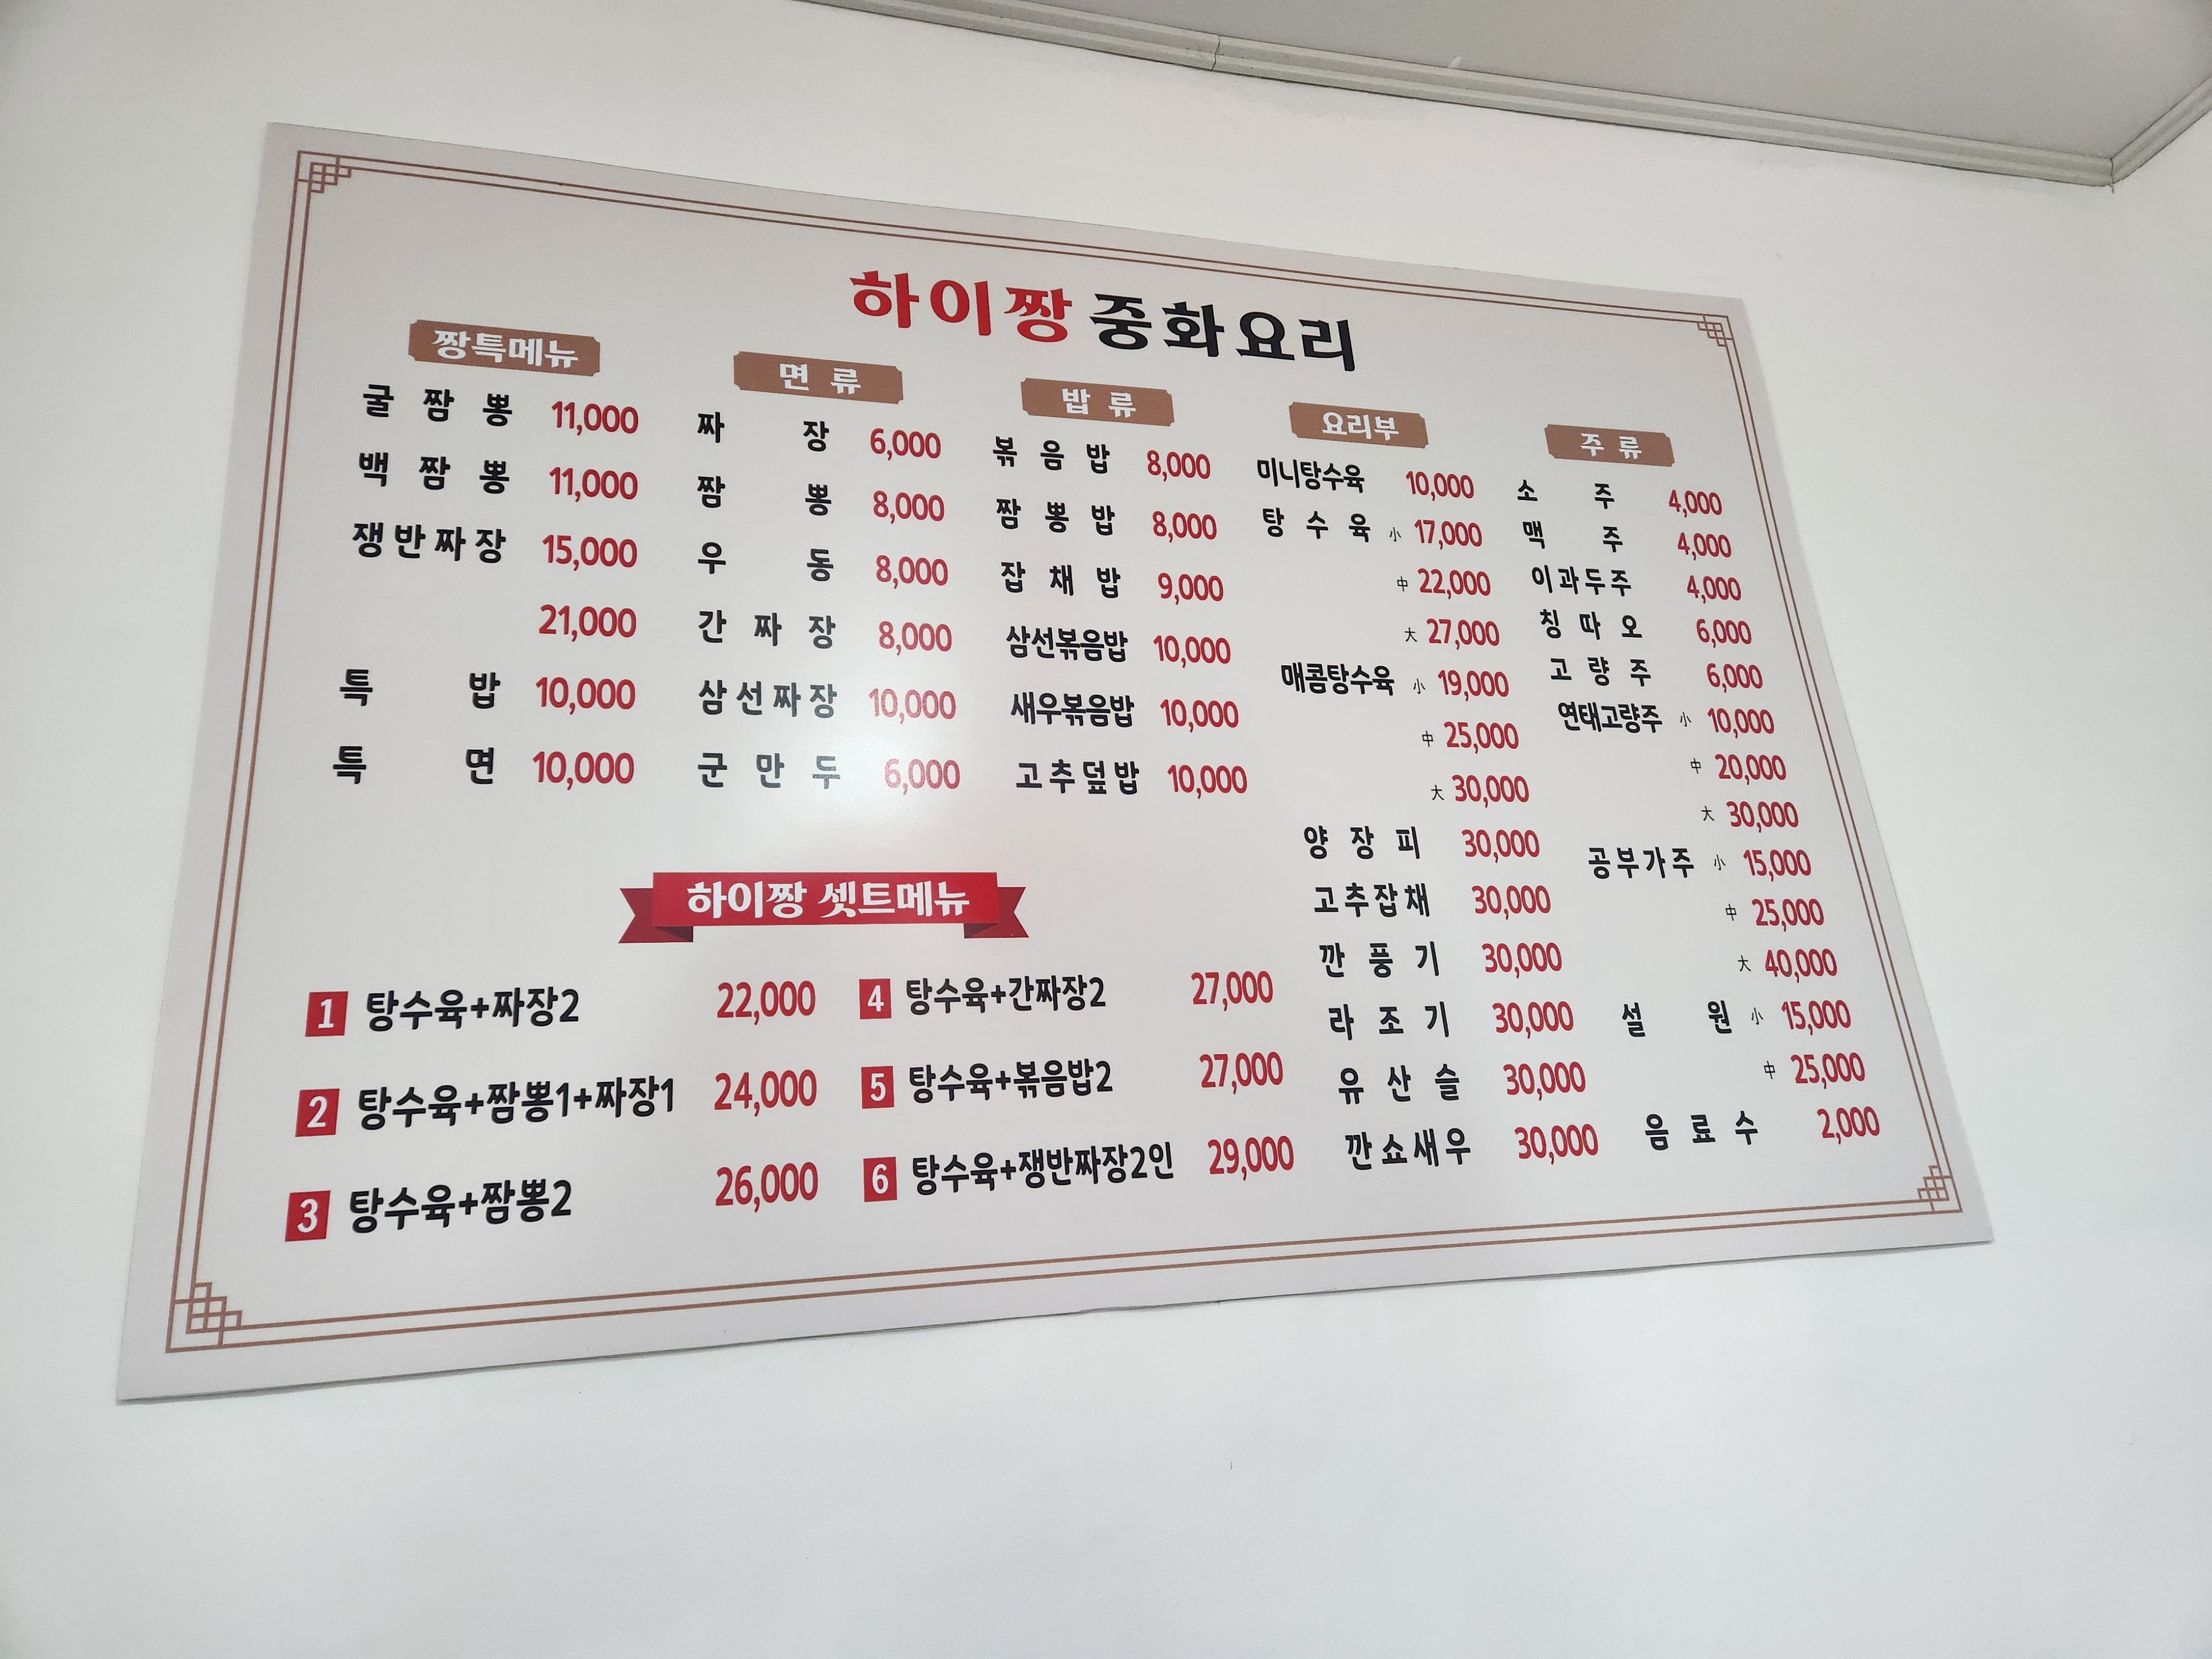 하이짱 중화요리
짱특메뉴
굴짬뽕 11,000
백짬뽕 11,000
쟁반짜장 15,000
21,000
특밥 10,000
특면 10,000
면류
짜장 6,000
짬뽕 8,000
우동 8,000
간짜장 8,000
삼선짜장 10,000
군만두 6,000
밥류
볶음밥 8,000
짬뽕밥 8,000
잡채밥 9,000
삼선볶음밥 10,000
새우볶음밥 10,000
고추덮밥 10,000
요리부
미니탕수육 10,000
탕수육 小 17,000
中 22,000
大 27,000
매콤탕수육 小 19,000
中 25,000
大 30,000
양장피 30,000
고추잡채 30,000
깐풍기 30,000
라조기 30,000
유산슬 30,000
깐쇼새우 30,000
주류
소주 4,000
맥주 4,000
이과두주 4,000
칭따오 6,000
고량주 6,000
연태고량주 小 10,000
中 20,000
大 30,000
공부가주 小 15,000
中 25,000
大 40,000
설원 小 15,000
中 25,000
음료수 2,000
하이짱 셋트메뉴
1 탕수육+짜장2 22,000
2 탕수육+짬뽕1+짜장1 24,000
3 탕수육+짬뽕2 26,000
4 탕수육+간짜장2 27,000
5 탕수육+볶음밥2 27,000
6 탕수육+쟁반짜장2인 29,000